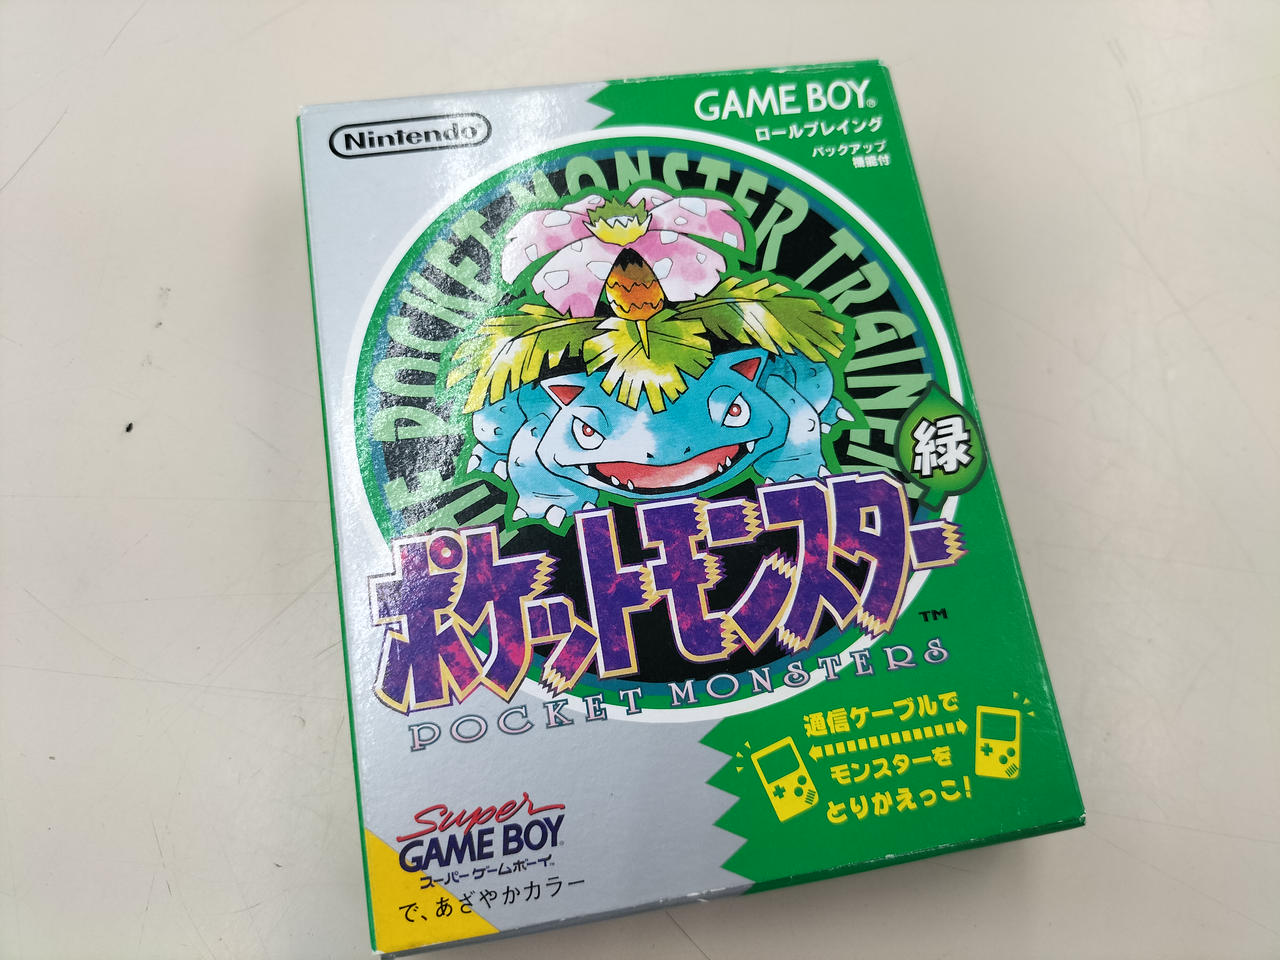 Nintendo
GAME BOY®
ロールプレイング
バックアップ
機能付
POCKET MONSTER TRAINER
緑
ポケットモンスター
TM
POCKET MONSTERS
通信ケーブルで
モンスターを
とりかえっこ!
Super
GAME BOY
スーパーゲームボーイ™
で、あざやかカラー